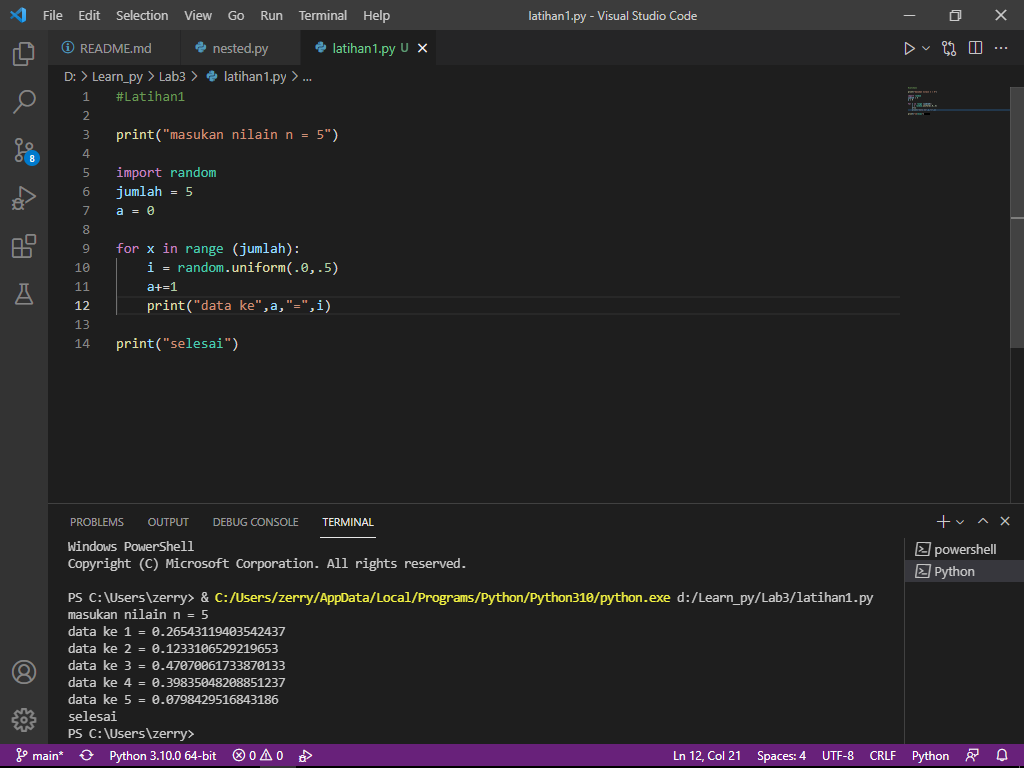 File Edit Selection View Go Run Terminal Help latihan1.py - Visual Studio Code
README.md nested.py latihan1.py U
D: > Learn_py > Lab3 > latihan1.py > ...
1 #Latihan1
2
3 print("masukan nilain n = 5")
4
5 import random
6 jumlah = 5
7 a = 0
8
9 for x in range (jumlah):
10 i = random.uniform(.0,.5)
11 a+=1
12 print("data ke",a,"=",i)
13
14 print("selesai")
8
PROBLEMS OUTPUT DEBUG CONSOLE TERMINAL
Windows PowerShell
Copyright (C) Microsoft Corporation. All rights reserved.
PS C:\Users\zerry> & C:/Users/zerry/AppData/Local/Programs/Python/Python310/python.exe d:/Learn_py/Lab3/latihan1.py
masukan nilain n = 5
data ke 1 = 0.26543119403542437
data ke 2 = 0.1233106529219653
data ke 3 = 0.47070061733870133
data ke 4 = 0.39835048208851237
data ke 5 = 0.0798429516843186
selesai
PS C:\Users\zerry>
powershell
Python
main* Python 3.10.0 64-bit 0 0 Ln 12, Col 21 Spaces: 4 UTF-8 CRLF Python